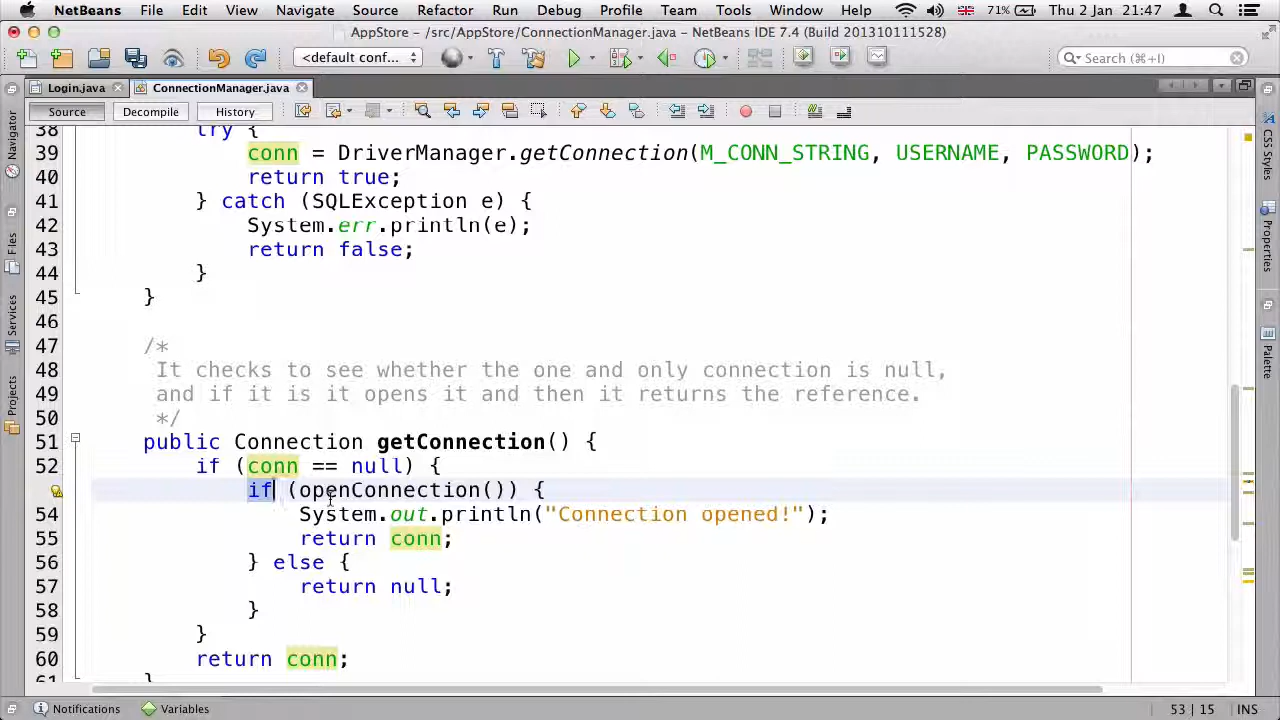 NetBeans File Edit View Navigate Source Refactor Run Debug Profile Team Tools Window Help 71% Thu 2 Jan 21:47
AppStore - /src/AppStore/ConnectionManager.java - NetBeans IDE 7.4 (Build 201310111528)
<default conf... Search (⌘+I)
Login.java ConnectionManager.java
Source Decompile History
Navigator
Files
Services
Projects
CSS Styles
Properties
Palette
38 try {
39 conn = DriverManager.getConnection(M_CONN_STRING, USERNAME, PASSWORD);
40 return true;
41 } catch (SQLException e) {
42 System.err.println(e);
43 return false;
44 }
45 }
46
47 /*
48 It checks to see whether the one and only connection is null,
49 and if it is it opens it and then it returns the reference.
50 */
51 public Connection getConnection() {
52 if (conn == null) {
if (openConnection()) {
54 System.out.println("Connection opened!");
55 return conn;
56 } else {
57 return null;
58 }
59 }
60 return conn;
61 }
Notifications Variables 53 | 15 INS